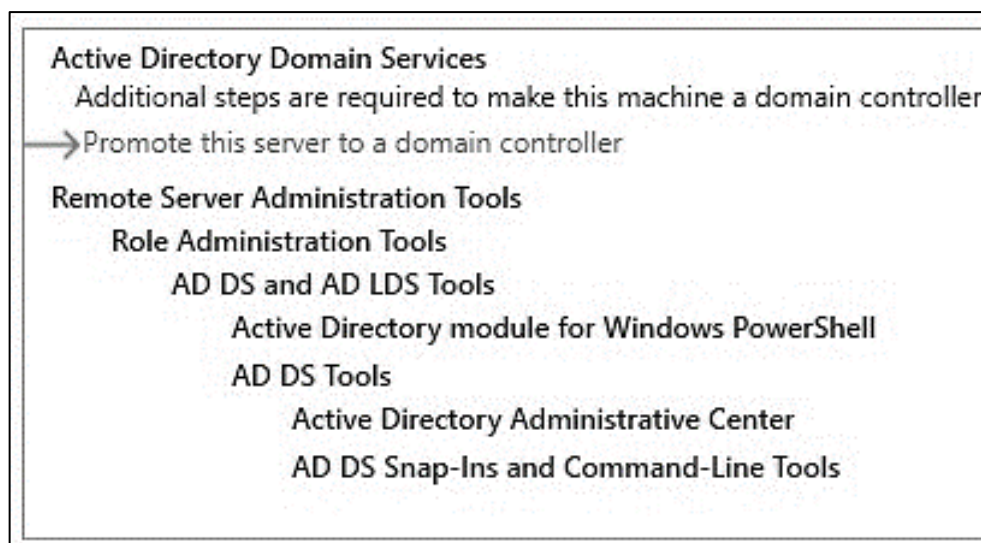 Active Directory Domain Services
Additional steps are required to make this machine a domain controller
Promote this server to a domain controller
Remote Server Administration Tools
Role Administration Tools
AD DS and AD LDS Tools
Active Directory module for Windows PowerShell
AD DS Tools
Active Directory Administrative Center
AD DS Snap-Ins and Command-Line Tools